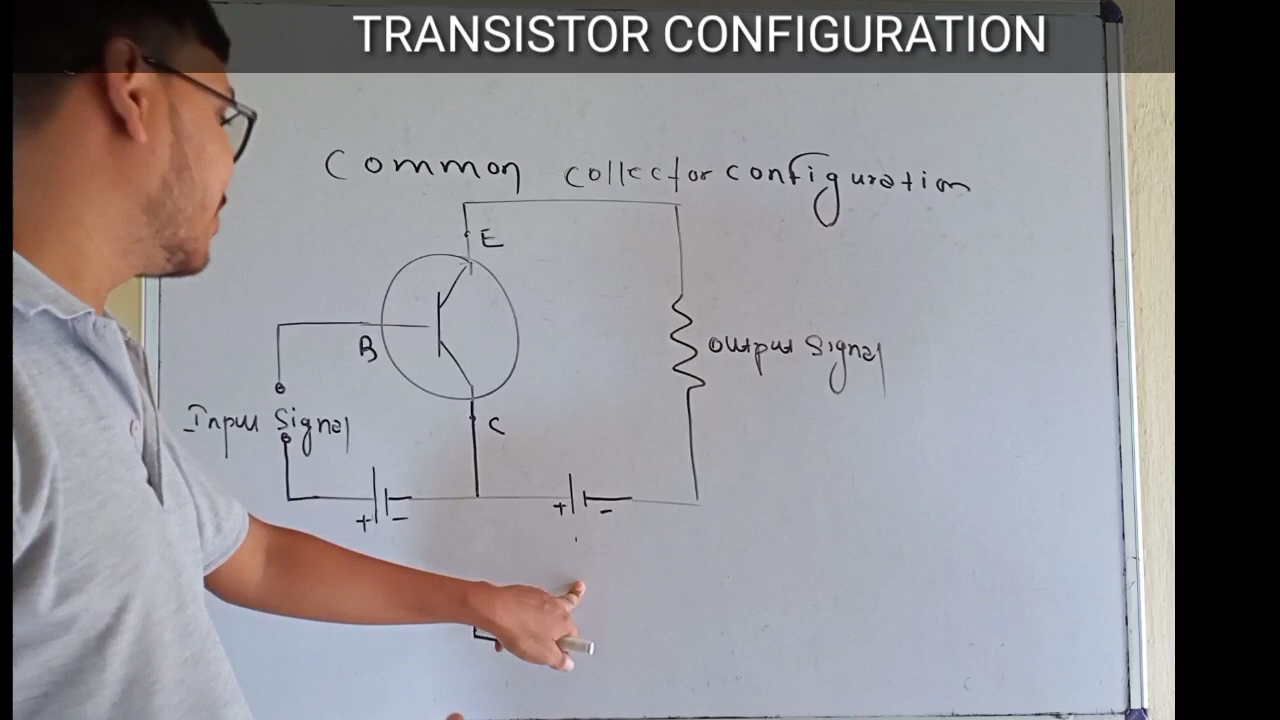 TRANSISTOR CONFIGURATION
Common collector configuration
E
B
output signal
Input signal
C
+ - + -